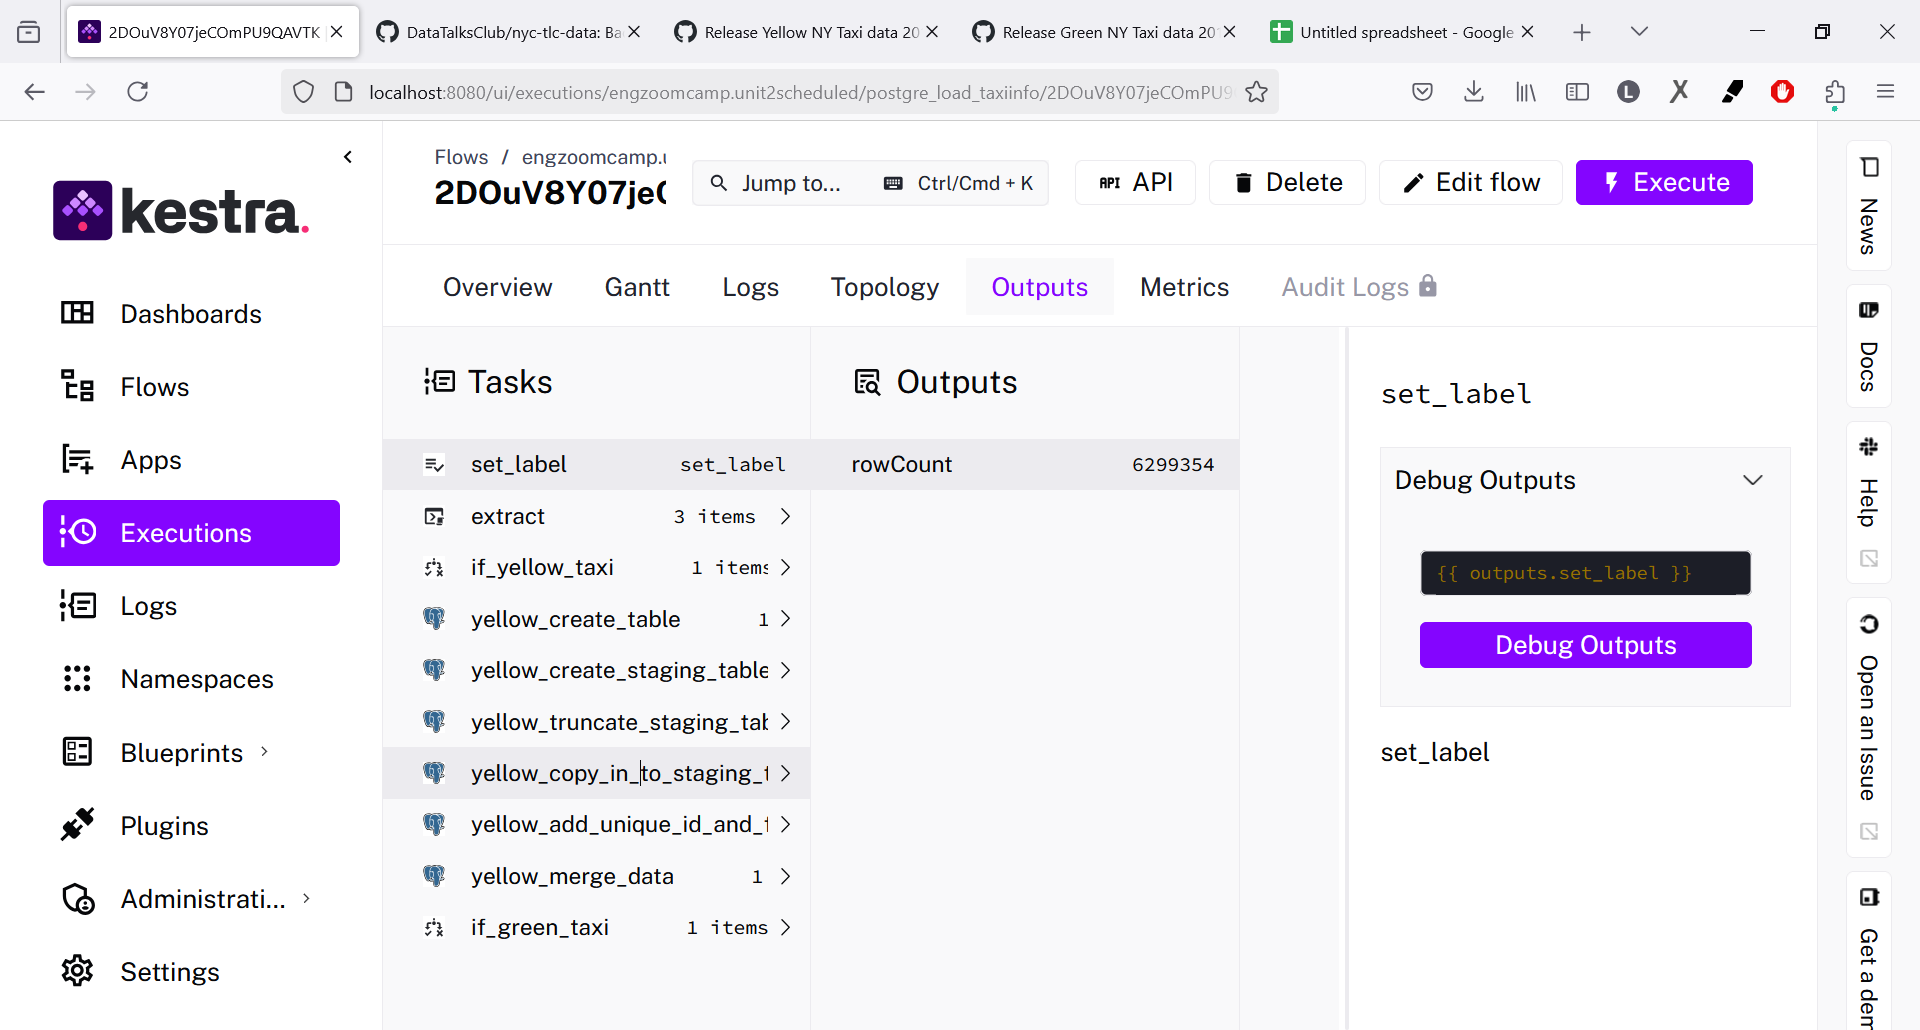 2DOuV8Y07jeCOmPU9QAVTK
DataTalksClub/nyc-tlc-data: Ba
Release Yellow NY Taxi data 20
Release Green NY Taxi data 20
Untitled spreadsheet - Google
localhost:8080/ui/executions/engzoomcamp.unit2scheduled/postgre_load_taxiinfo/2DOuV8Y07jeCOmPU9
L
kestra.
Dashboards
Flows
Apps
Executions
Logs
Namespaces
Blueprints
Plugins
Administrati...
Settings
Flows / engzoomcamp.u
2DOuV8Y07jeC
Jump to... Ctrl/Cmd + K
API API
Delete
Edit flow
Execute
Overview Gantt Logs Topology Outputs Metrics Audit Logs
Tasks
set_label set_label
extract 3 items
if_yellow_taxi 1 items
yellow_create_table 1
yellow_create_staging_table
yellow_truncate_staging_tab
yellow_copy_in_to_staging_t
yellow_add_unique_id_and_f
yellow_merge_data 1
if_green_taxi 1 items
Outputs
rowCount 6299354
set_label
Debug Outputs
{{ outputs.set_label }}
Debug Outputs
set_label
News
Docs
Help
Open an Issue
Get a dem